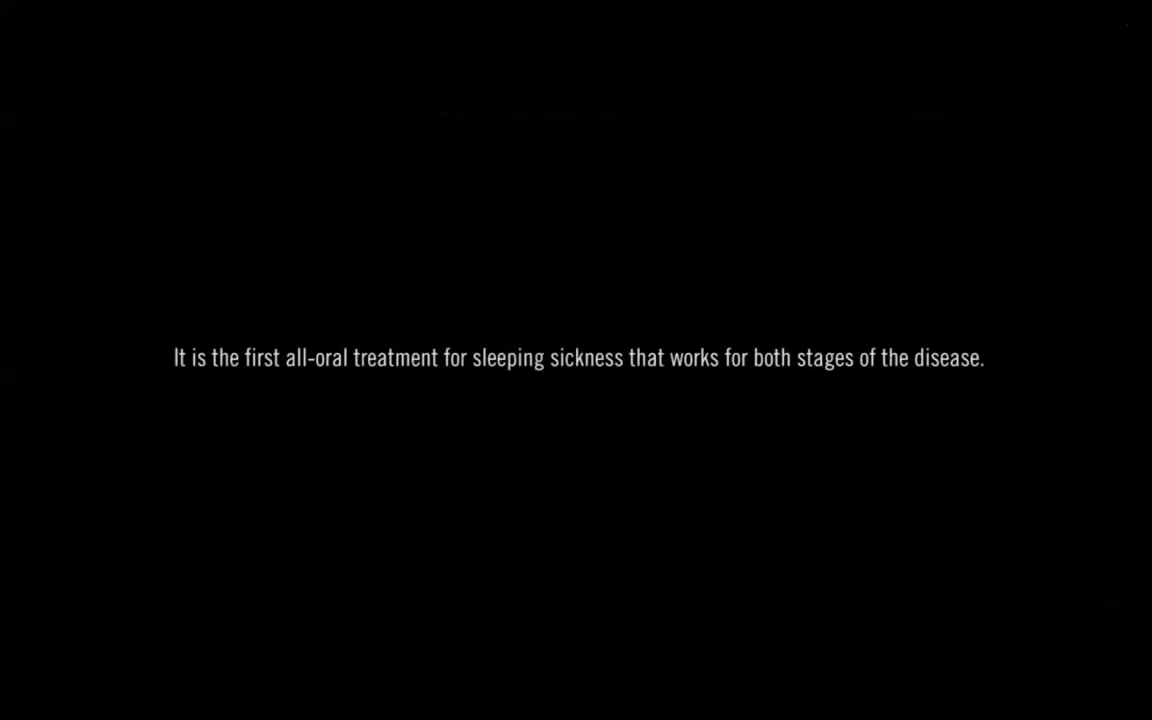 It is the first all-oral treatment for sleeping sickness that works for both stages of the disease.